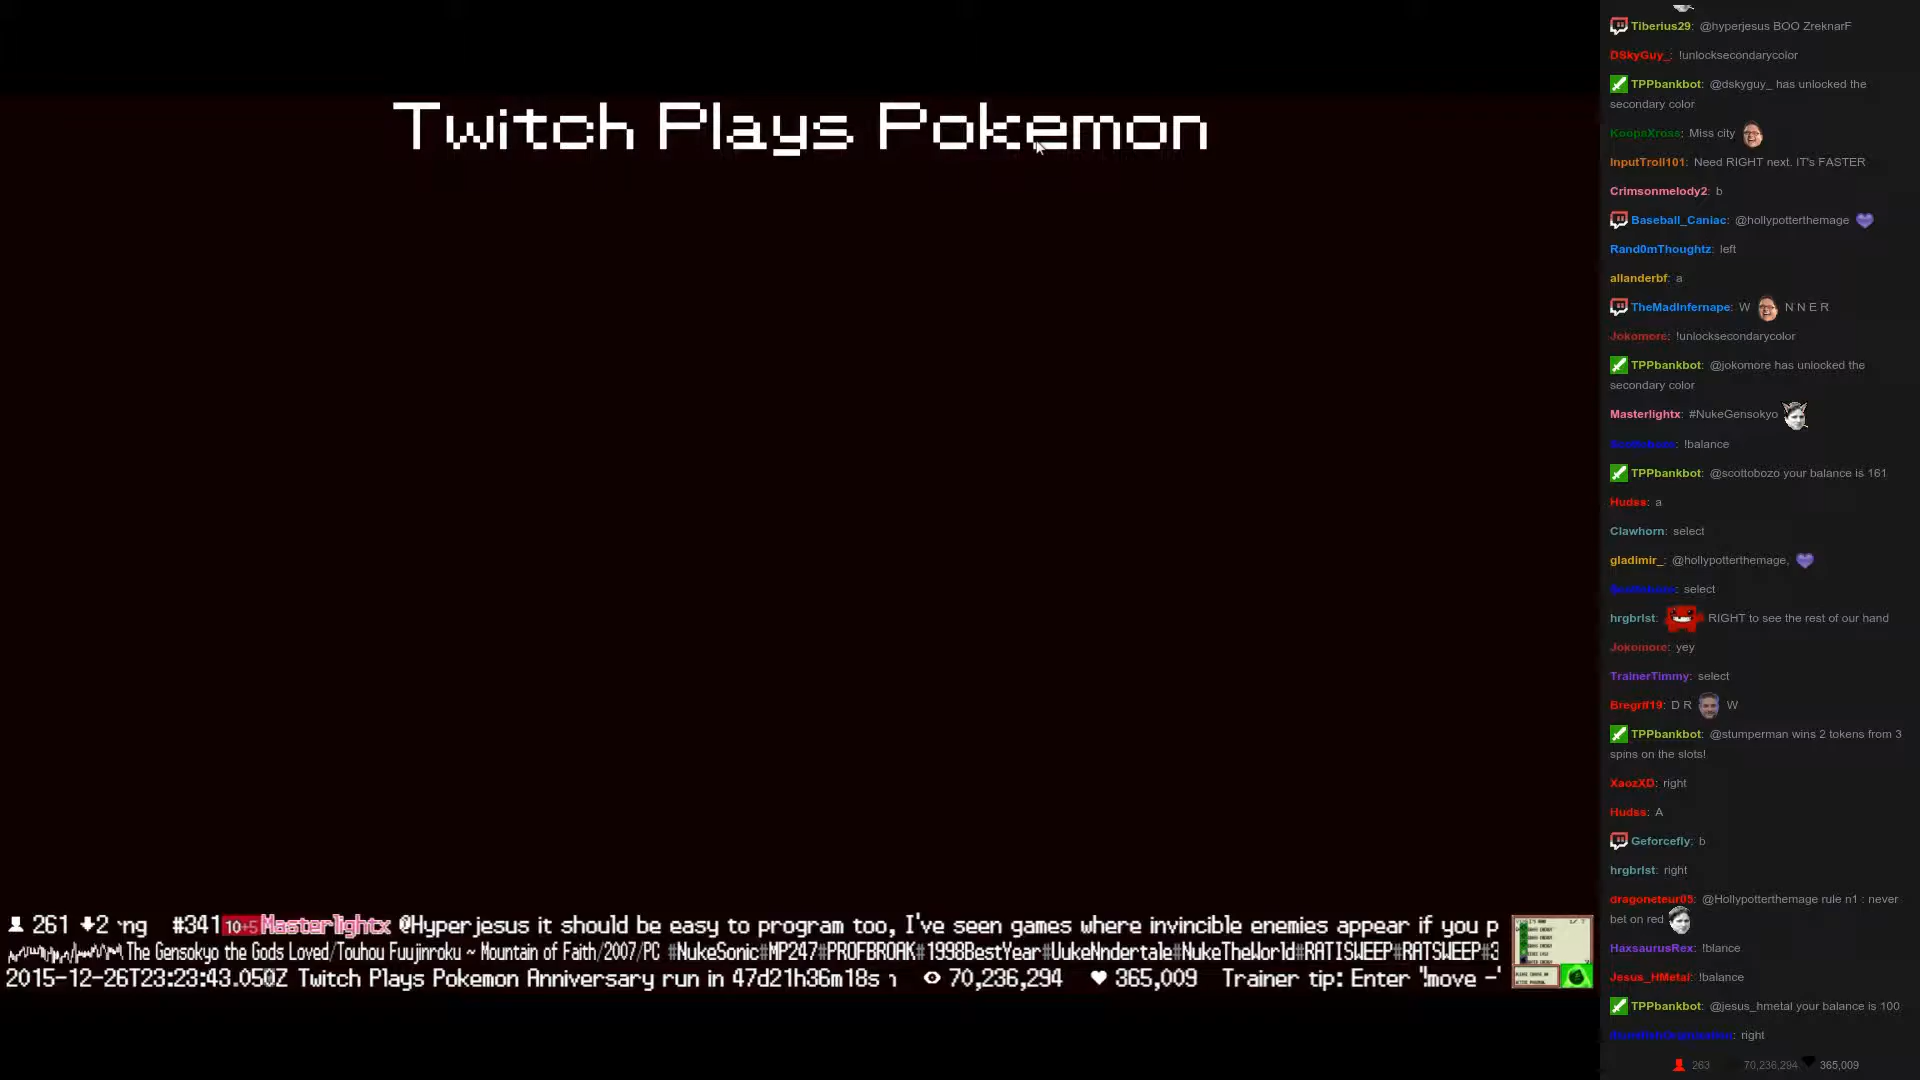 Twitch Plays Pokemon
261 2 #341 10+5 Masterlightx @Hyperjesus it should be easy to program too, I've seen games where invincible enemies appear if you p
The Gensokyo the Gods Loved/Touhou Fuujinroku ~ Mountain of Faith/2007/PC #NukeSonic#MP247#PROFBROAK#1998BestYear#UukeNndertale#NukeTheWorld#RATISWEEP#RATSWEEP#
2015-12-26T23:23:43.050Z Twitch Plays Pokemon Anniversary run in 47d21h36m18s 70,236,294 365,009 Trainer tip: Enter "!move -"
Tiberius29: @hyperjesus BOO ZreknarF
DSkyGuy_: !unlocksecondarycolor
TPPbankbot: @dskyguy_ has unlocked the
secondary color
KoopaXross: Miss city
InputTroll101: Need RIGHT next. IT's FASTER
Crimsonmelody2: b
Baseball_Caniac: @hollypotterthemage
Rand0mThoughtz: left
allanderbf: a
TheMadInfernape: W N N E R
Jokomore: !unlocksecondarycolor
TPPbankbot: @jokomore has unlocked the
secondary color
Masterlightx: #NukeGensokyo
Scottobozo: !balance
TPPbankbot: @scottobozo your balance is 161
Hudss: a
Clawhorn: select
gladimir_: @hollypotterthemage,
Scottobozo: select
hrgbrlst: RIGHT to see the rest of our hand
Jokomore: yey
TrainerTimmy: select
Bregrff19: D R W
TPPbankbot: @stumperman wins 2 tokens from 3
spins on the slots!
XaozXD: right
Hudss: A
Geforcefly: b
hrgbrlst: right
dragoneteur05: @Hollypotterthemage rule n1 : never
bet on red
HaxsaurusRex: !blance
Jesus_HMetal: !balance
TPPbankbot: @jesus_hmetal your balance is 100
: right
263 70,236,294 365,009